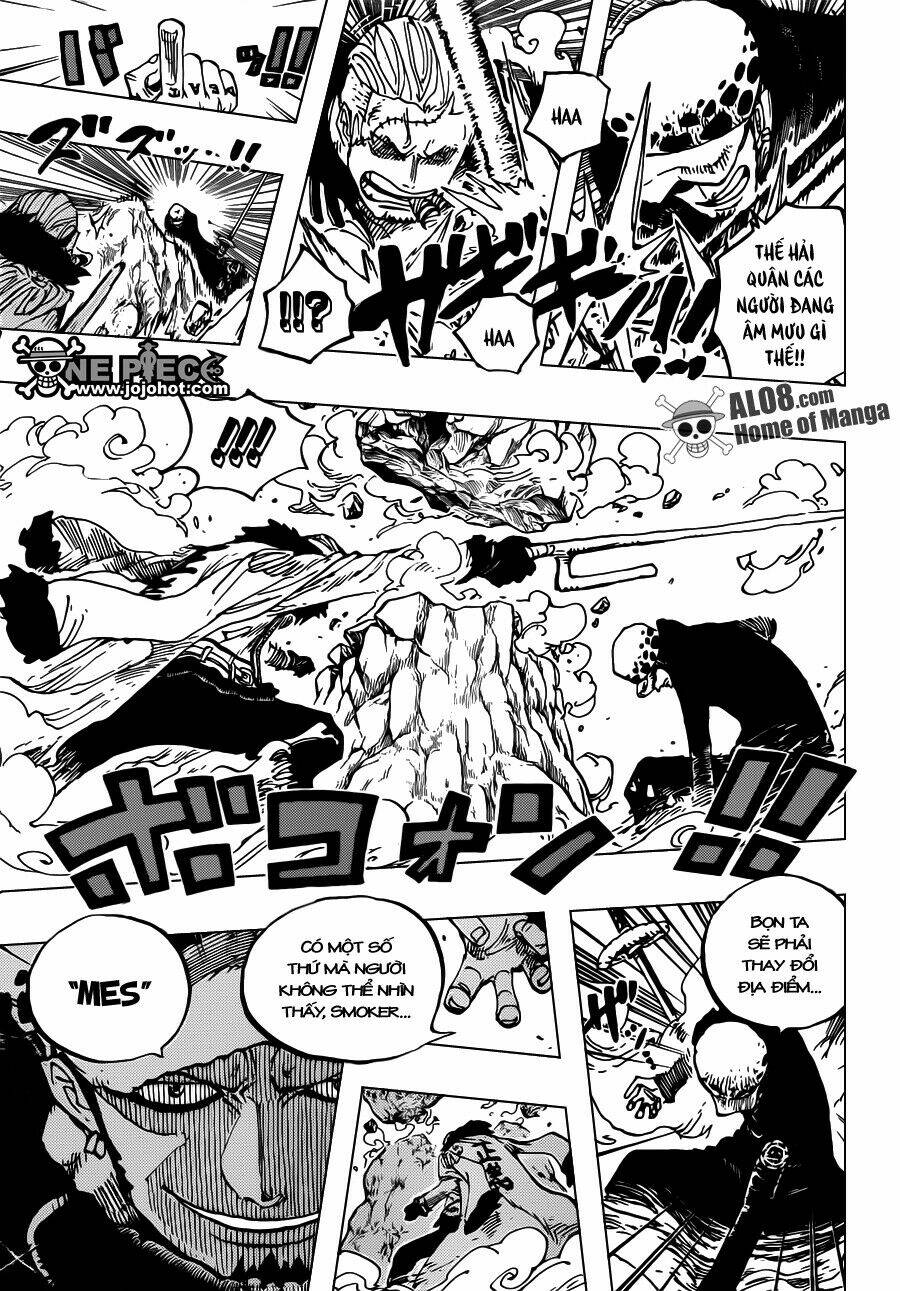 THẾ HẢI
QUÂN CÁC
NGƯỜI ĐANG
ÂM MƯU GÌ
THẾ!!
HAA
HAA
ザギギギン!!!
!!?
バッ!!
ズズッ...!!
ONE PIECE
www.jojohot.com
AL08.com
Home of Manga
!!!
ボコォン!!
BỌN TA
SẼ PHẢI
THAY ĐỔI
ĐỊA ĐIỂM...
CÓ MỘT SỐ
THỨ MÀ NGƯỜI
KHÔNG THỂ NHÌN
THẤY, SMOKER...
"MES"